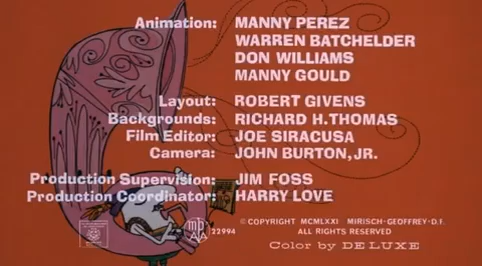 Animation: MANNY PEREZ
WARREN BATCHELDER
DON WILLIAMS
MANNY GOULD
Layout: ROBERT GIVENS
Backgrounds: RICHARD H. THOMAS
Film Editor: JOE SIRACUSA
Camera: JOHN BURTON, JR.
Production Supervision: JIM FOSS
Production Coordinator: HARRY LOVE
22994
© COPYRIGHT MCMLXXI MIRISCH-GEOFFREY-D.F.
ALL RIGHTS RESERVED
Color by DE LUXE